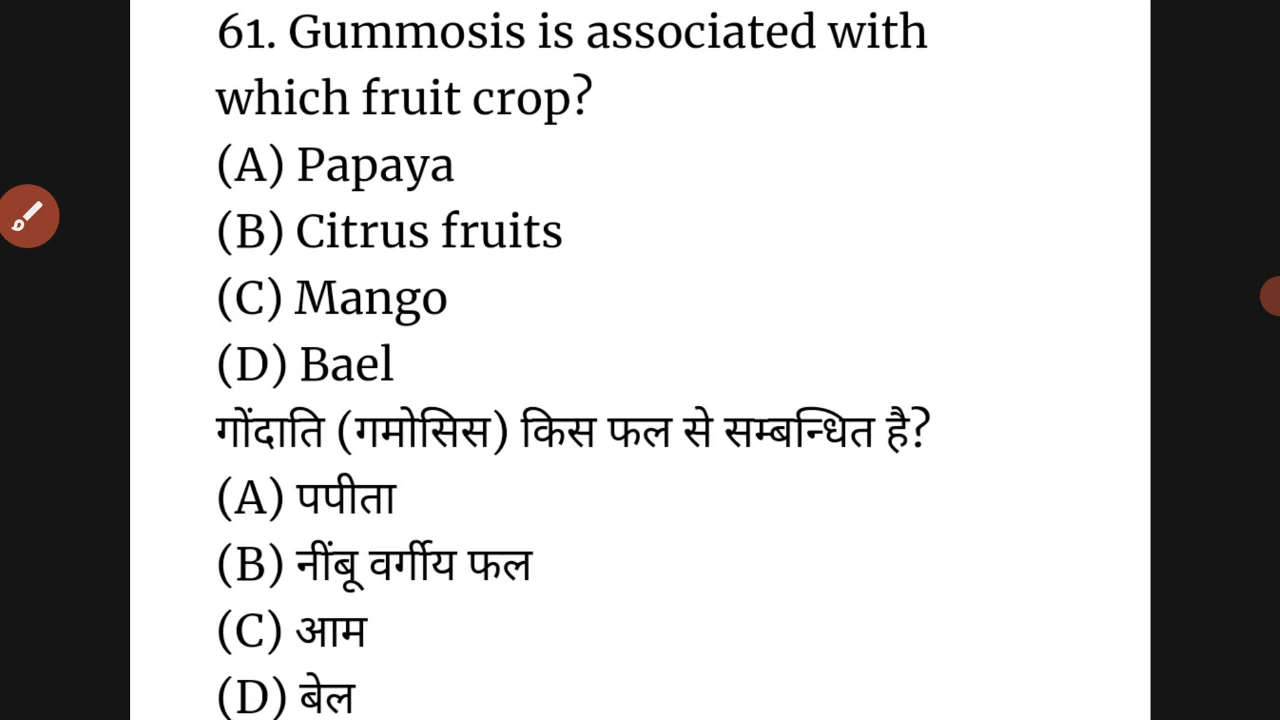 61. Gummosis is associated with
which fruit crop?
(A) Papaya
(B) Citrus fruits
(C) Mango
(D) Bael
गोंदाति (गमोसिस) किस फल से सम्बन्धित है?
(A) पपीता
(B) नींबू वर्गीय फल
(C) आम
(D) बेल